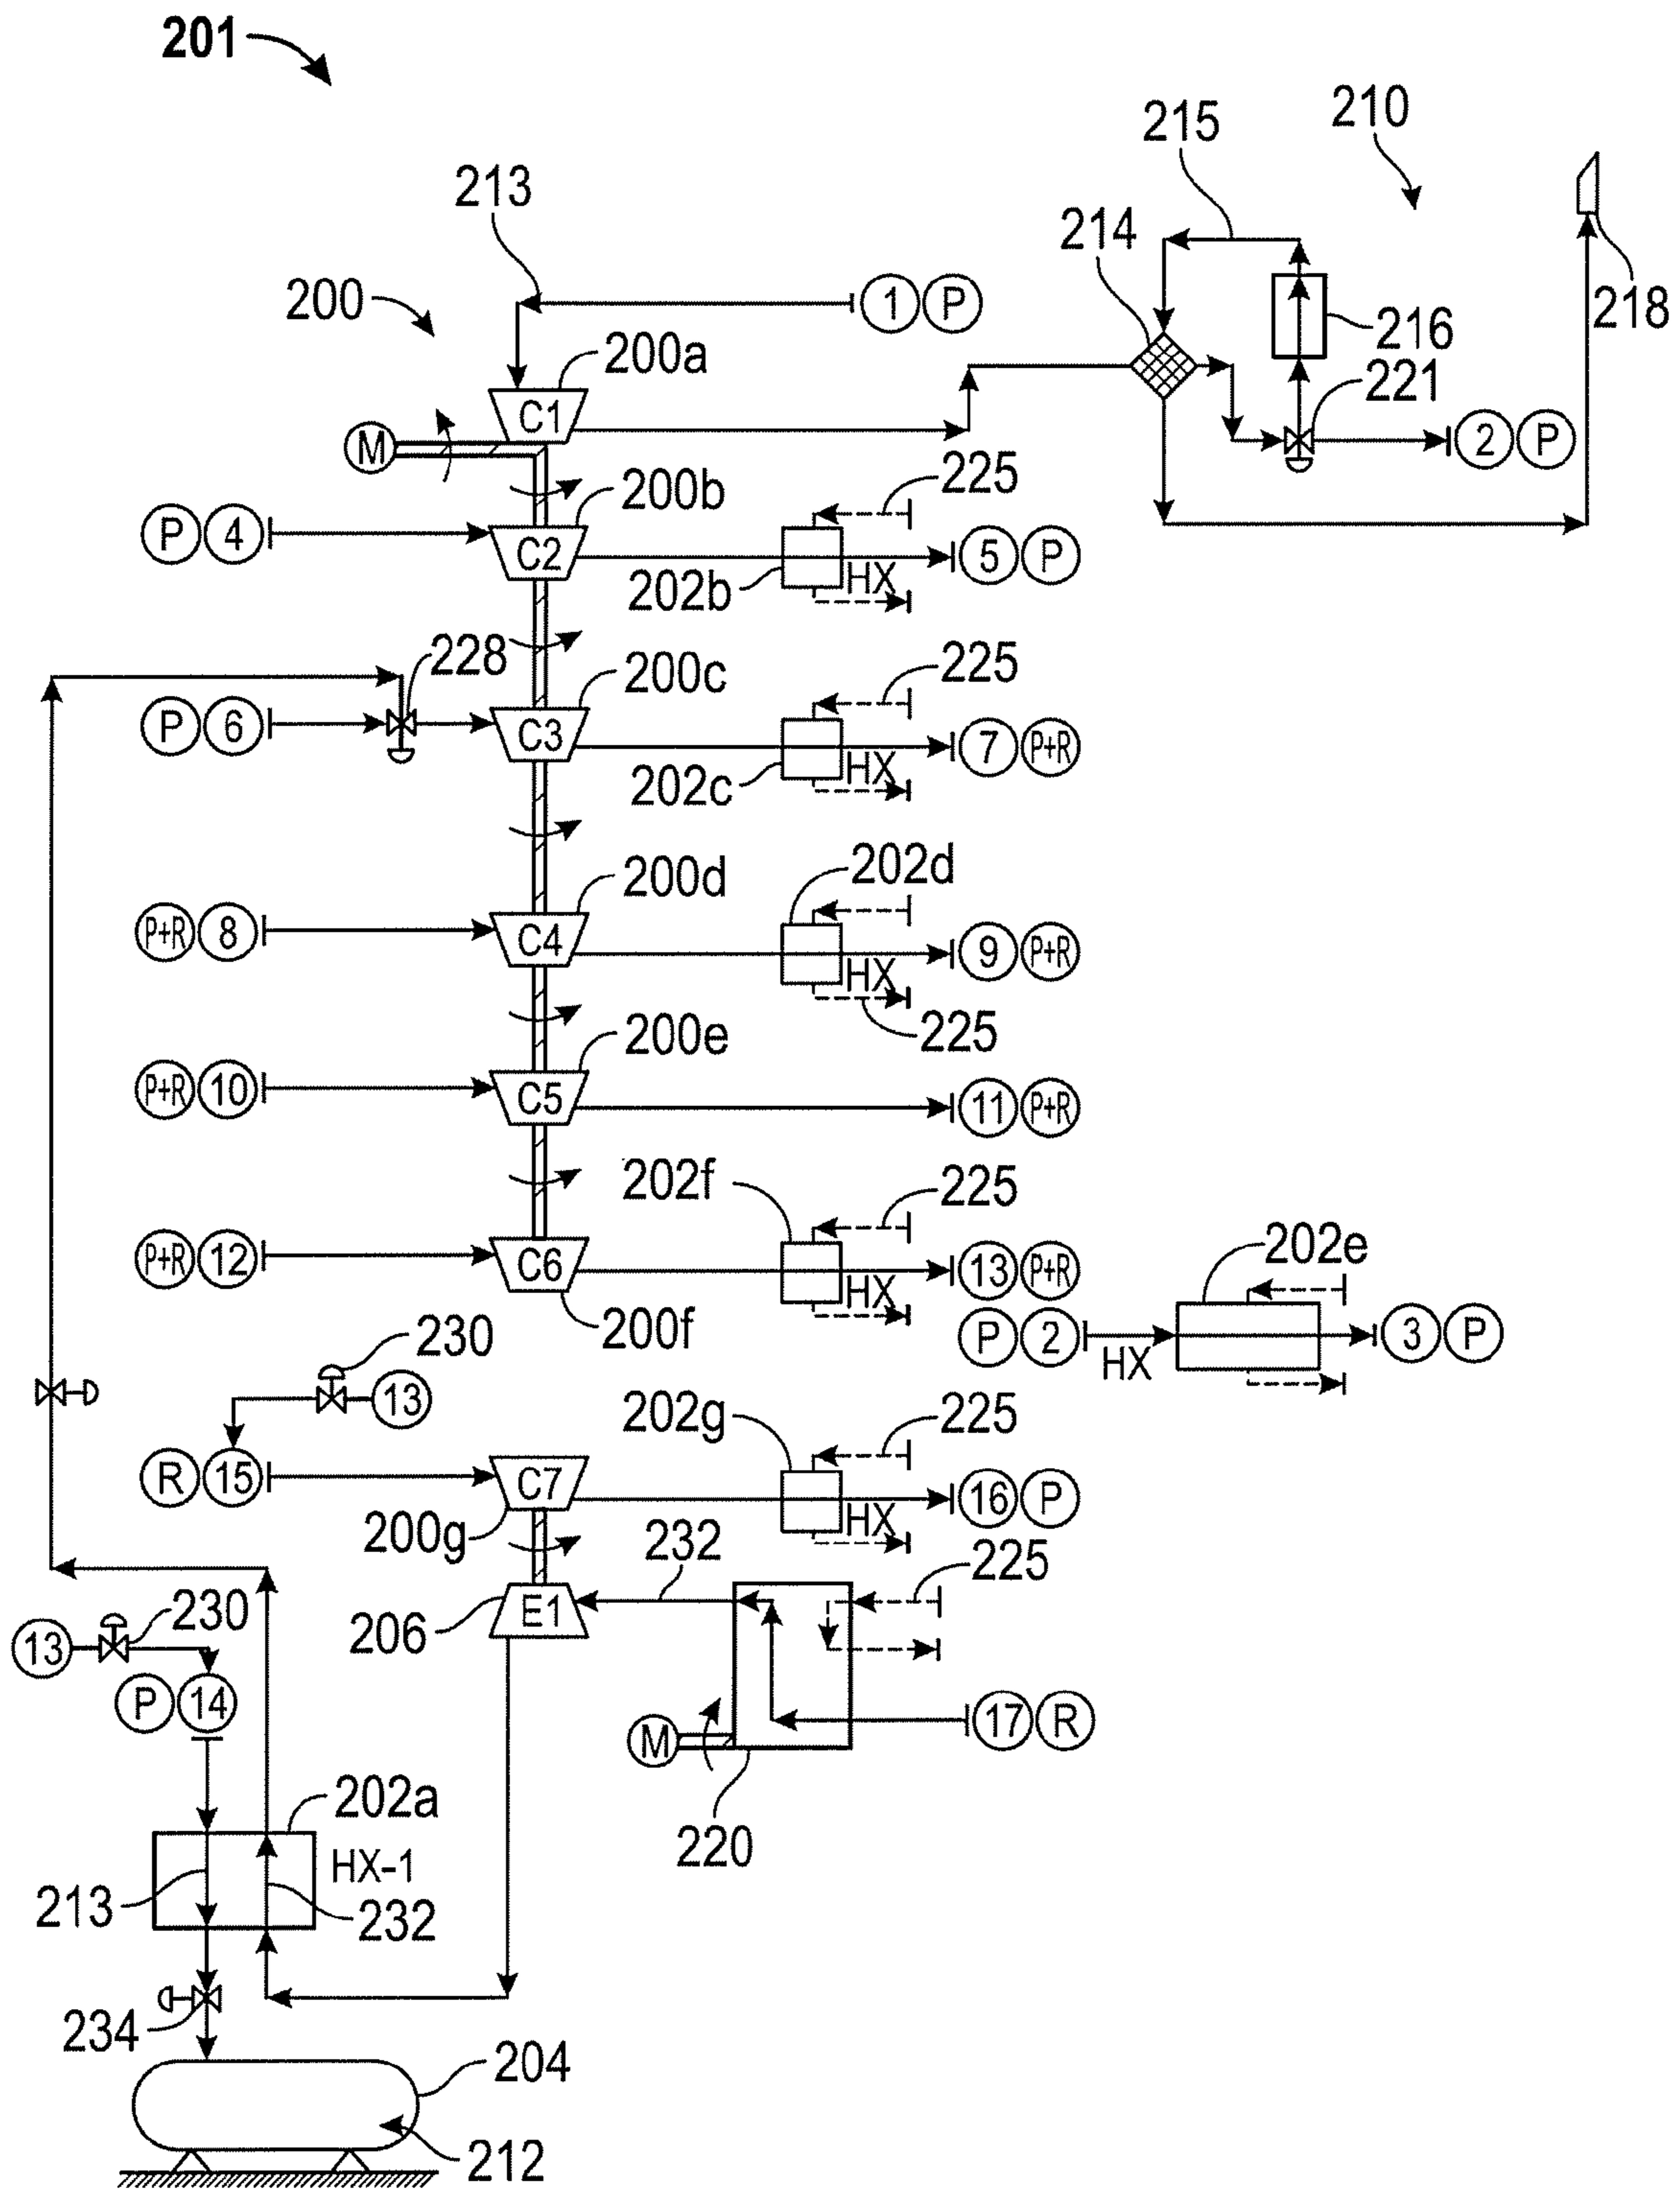 201
210
215
213
214
200
1 P
218
216
200a
221
C1
M
2 P
200b
225
P 4
C2
5 P
202b
HX
228
200c
225
P 6
C3
7 P+R
202c
HX
200d
202d
P+R 8
C4
9 P+R
HX
225
200e
P+R 10
C5
11 P+R
202f
225
202e
P+R 12
C6
13 P+R
HX
200f
P 2
3 P
HX
230
13
202g
225
R 15
C7
16 P
200g
HX
232
225
230
206
E1
13
P 14
17 R
M
202a
220
HX-1
213
232
234
204
212